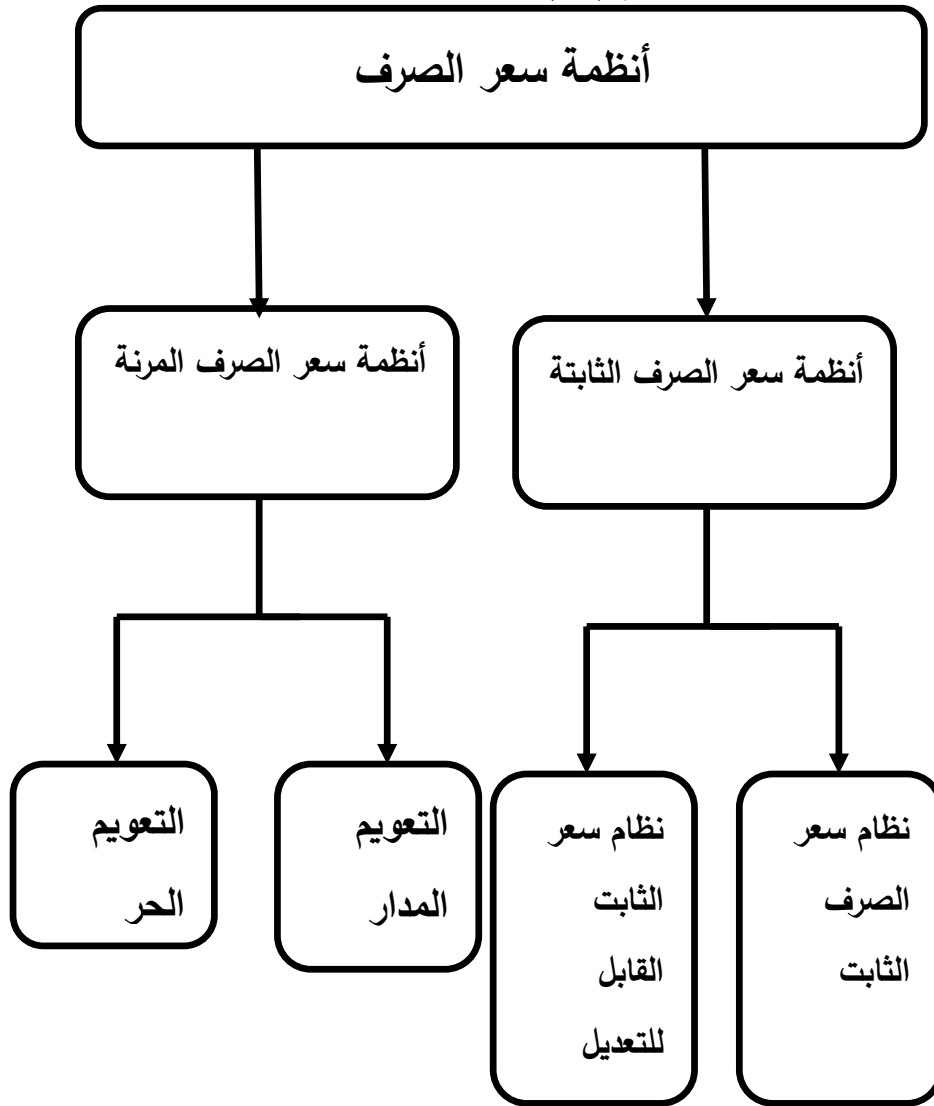 أنظمة سعر الصرف
أنظمة سعر الصرف الثابتة
أنظمة سعر الصرف المرنة
نظام سعر
الصرف
الثابت
نظام سعر
الثابت
القابل
للتعديل
التعويم
المدار
التعويم
الحر